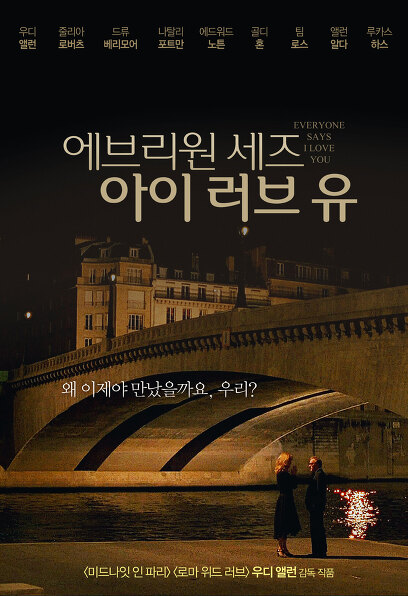 우디 줄리아 드류 나탈리 에드워드 골디 팀 앨런 루카스
앨런 로버츠 베리모어 포트만 노튼 혼 로스 알다 하스
EVERYONE
SAYS
I LOVE
YOU
에브리원 세즈
아이 러브 유
왜 이제야 만났을까요, 우리?
<미드나잇 인 파리> <로마 위드 러브> 우디 앨런 감독 작품